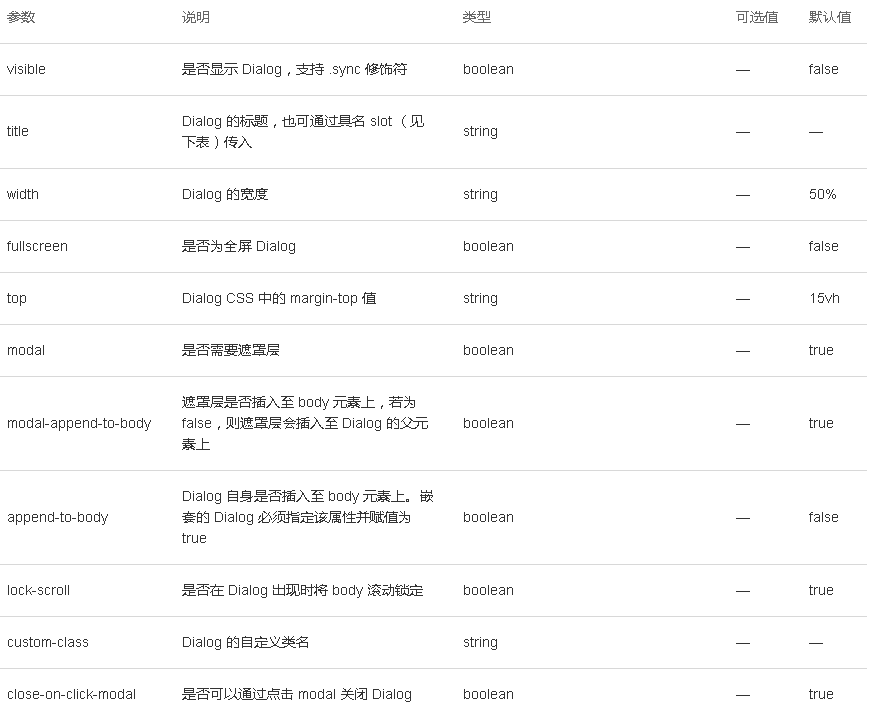 参数 说明 类型 可选值 默认值
visible 是否显示 Dialog，支持 .sync 修饰符 boolean — false
title Dialog 的标题，也可通过具名 slot （见
下表）传入 string — —
width Dialog 的宽度 string — 50%
fullscreen 是否为全屏 Dialog boolean — false
top Dialog CSS 中的 margin-top 值 string — 15vh
modal 是否需要遮罩层 boolean — true
modal-append-to-body 遮罩层是否插入至 body 元素上，若为
false，则遮罩层会插入至 Dialog 的父元
素上 boolean — true
append-to-body Dialog 自身是否插入至 body 元素上。嵌
套的 Dialog 必须指定该属性并赋值为
true boolean — false
lock-scroll 是否在 Dialog 出现时将 body 滚动锁定 boolean — true
custom-class Dialog 的自定义类名 string — —
close-on-click-modal 是否可以通过点击 modal 关闭 Dialog boolean — true